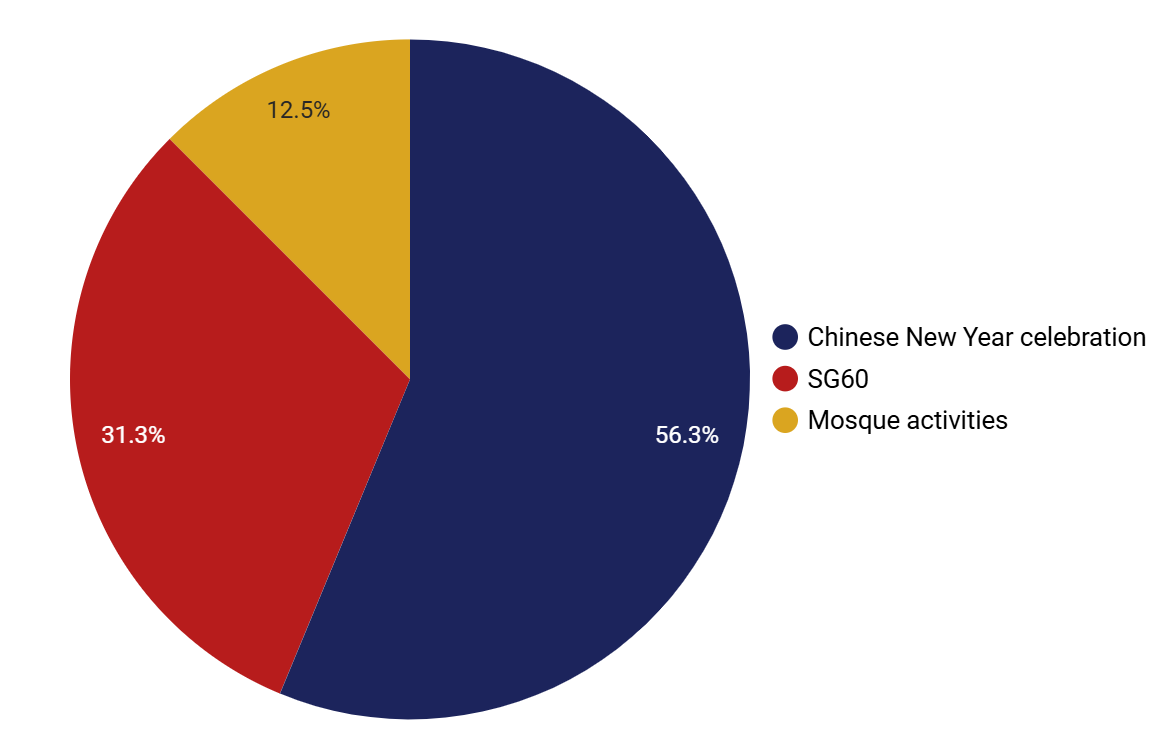 12.5%
31.3%
56.3%
Chinese New Year celebration
SG60
Mosque activities